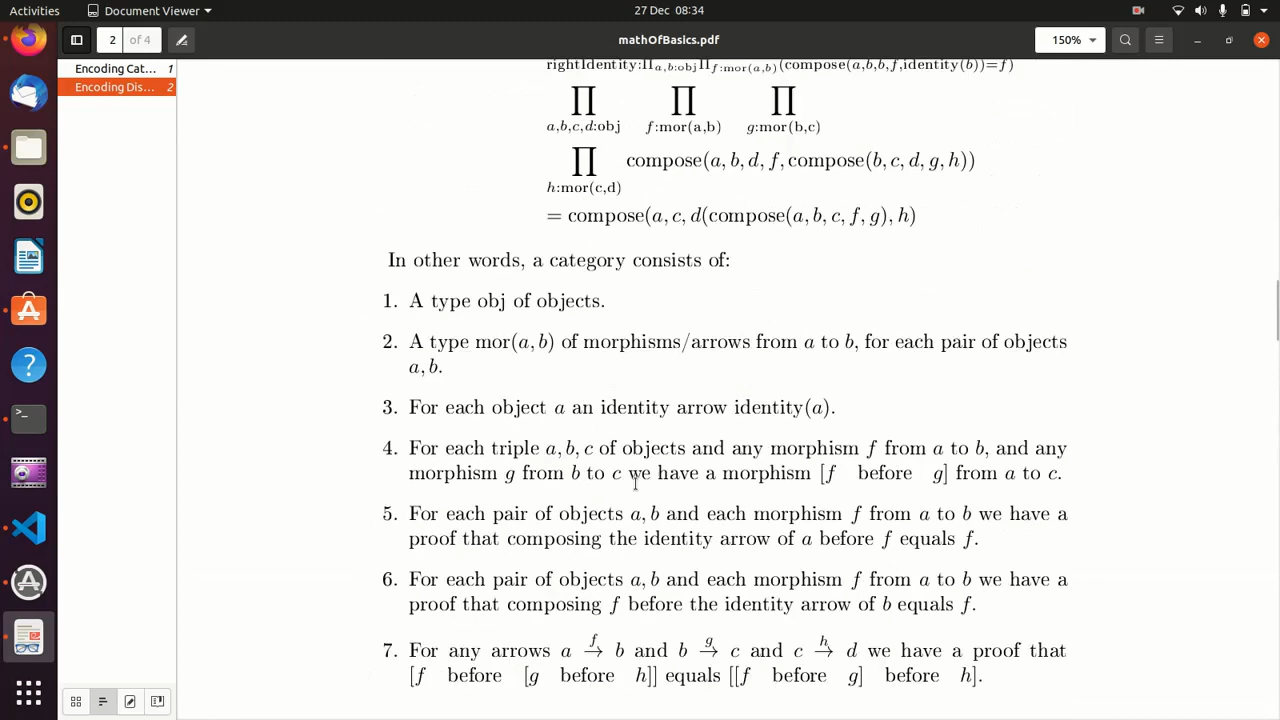 Activities Document Viewer 27 Dec 08:34
2 of 4 mathOfBasics.pdf 150%
Encoding Cat... 1
Encoding Dis... 2
rightIdentity:Π a,b:obj Π f:mor(a,b) (compose(a,b,b,f,identity(b))=f)
∏ ∏ ∏
a,b,c,d:obj f:mor(a,b) g:mor(b,c)
∏ compose(a, b, d, f, compose(b, c, d, g, h))
h:mor(c,d)
= compose(a, c, d(compose(a, b, c, f, g), h)
In other words, a category consists of:
1. A type obj of objects.
2. A type mor(a, b) of morphisms/arrows from a to b, for each pair of objects
a, b.
3. For each object a an identity arrow identity(a).
4. For each triple a, b, c of objects and any morphism f from a to b, and any
morphism g from b to c we have a morphism [f before g] from a to c.
5. For each pair of objects a, b and each morphism f from a to b we have a
proof that composing the identity arrow of a before f equals f.
6. For each pair of objects a, b and each morphism f from a to b we have a
proof that composing f before the identity arrow of b equals f.
7. For any arrows a f→ b and b g→ c and c h→ d we have a proof that
[f before [g before h]] equals [[f before g] before h].